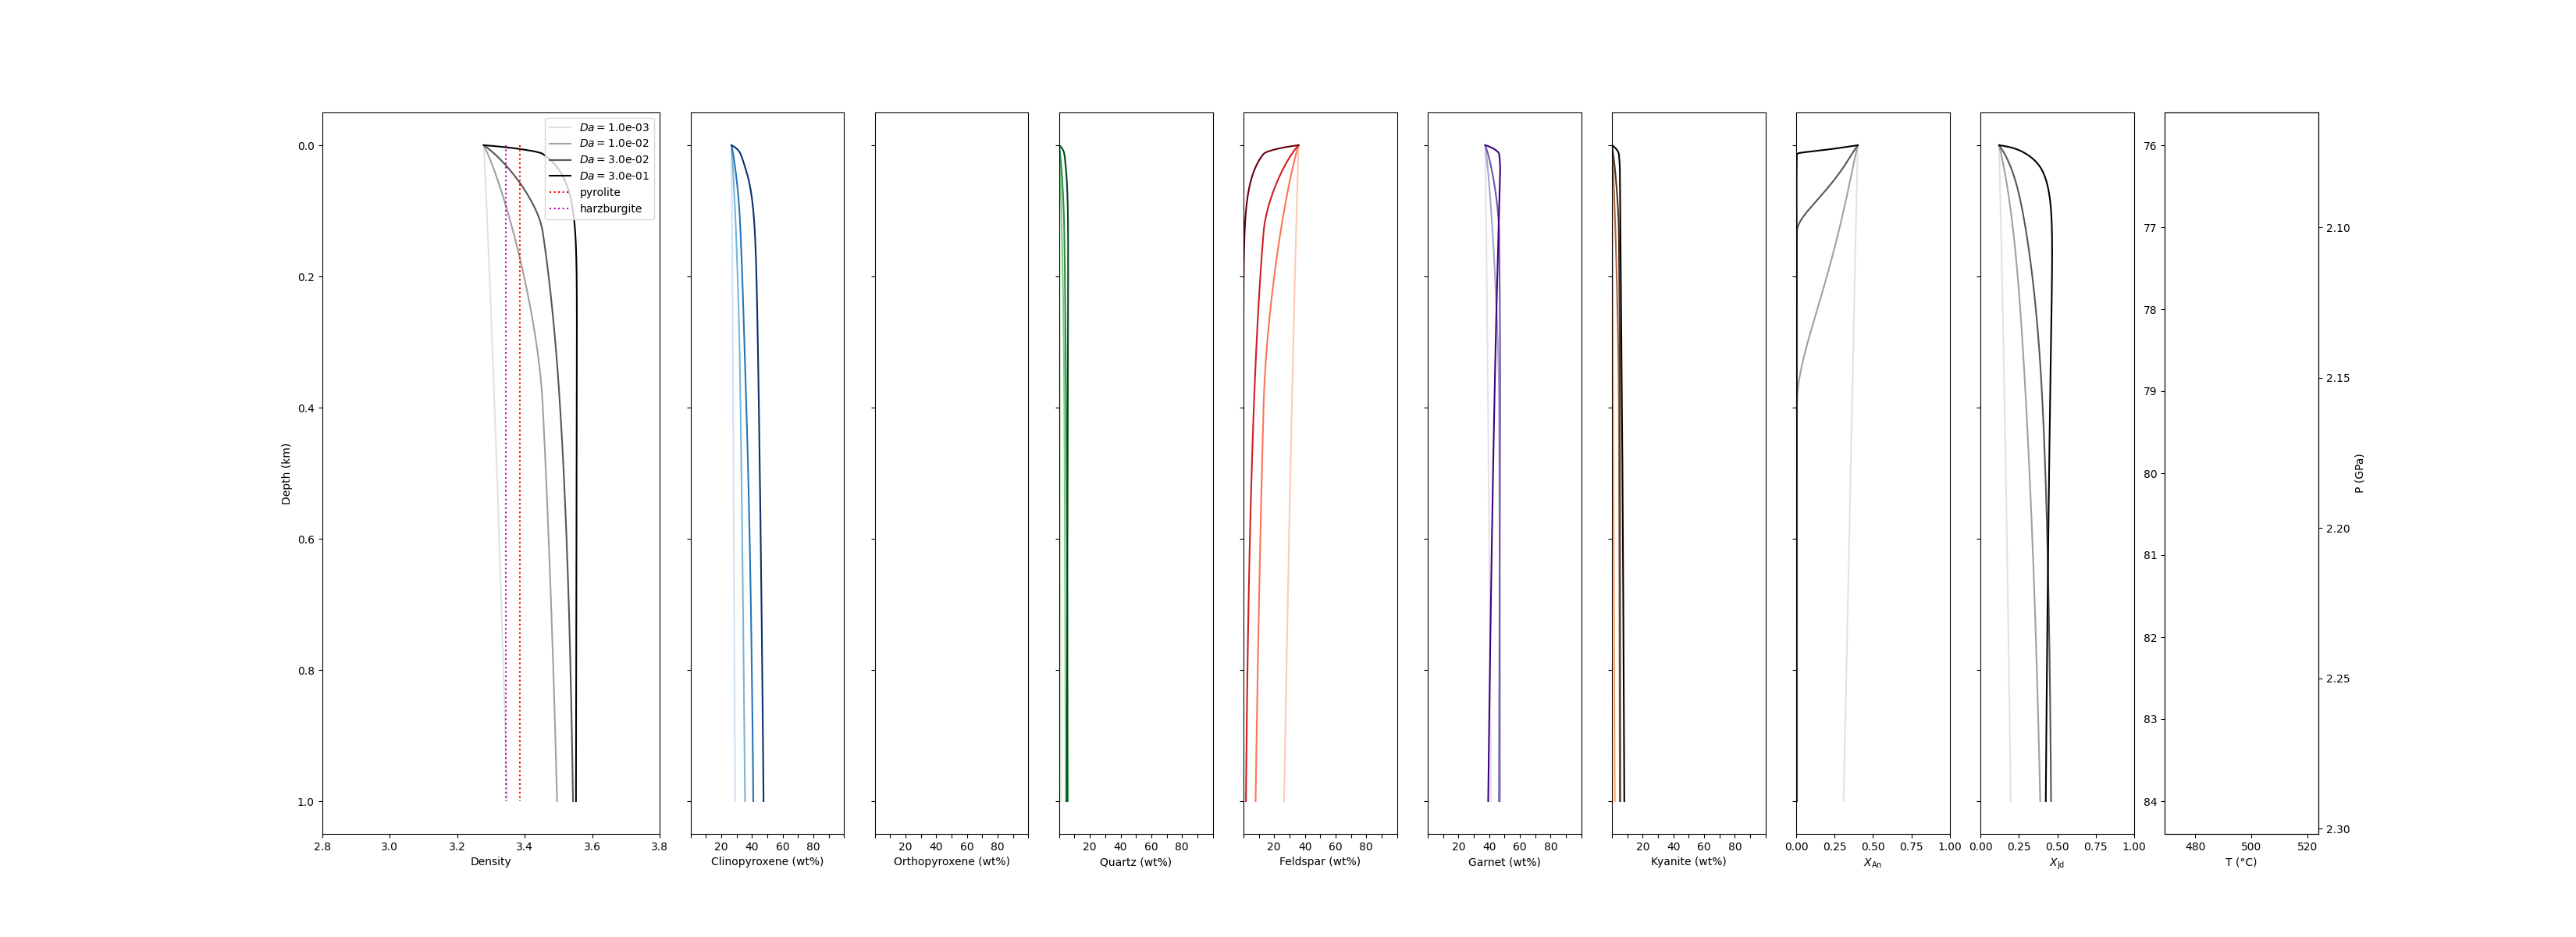 Da = 1.0e-03
Da = 1.0e-02
Da = 3.0e-02
Da = 3.0e-01
pyrolite
harzburgite
0.0
0.2
0.4
0.6
0.8
1.0
Depth (km)
2.8 3.0 3.2 3.4 3.6 3.8
Density
20 40 60 80
Clinopyroxene (wt%)
Orthopyroxene (wt%)
20 40 60 80
Quartz (wt%)
20 40 60 80
Feldspar (wt%)
20 40 60 80
Garnet (wt%)
20 40 60 80
Kyanite (wt%)
0.00 0.25 0.50 0.75 1.00
XAn
0.00 0.25 0.50 0.75 1.00
XJd
76
77
78
79
80
81
82
83
84
480 500 520
T (°C)
2.10
2.15
2.20
2.25
2.30
P (GPa)